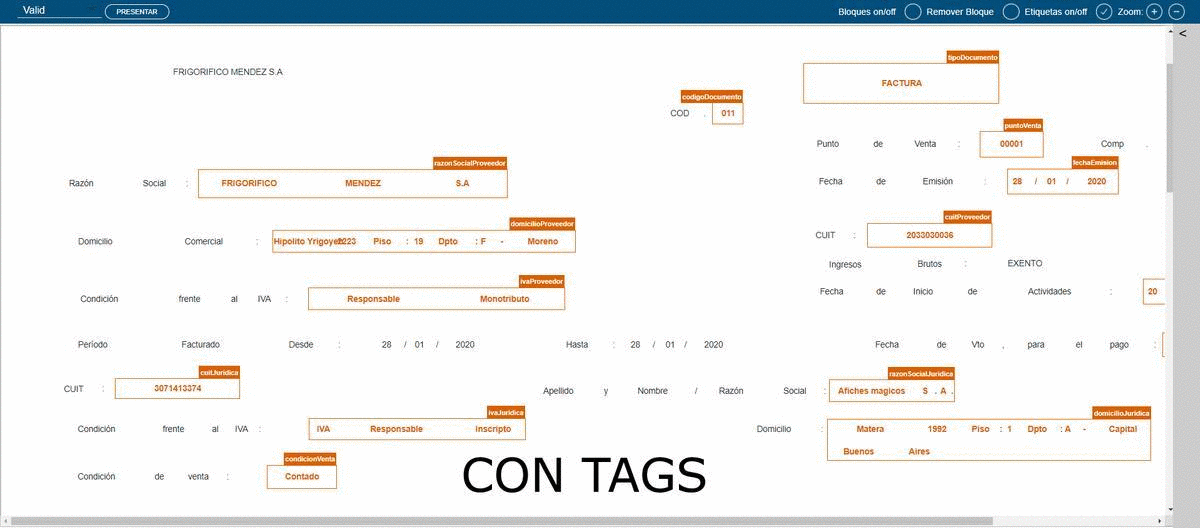 Valid PRESENTAR Bloques on/off Remover Bloque Etiquetas on/off Zoom: + −
<
tipoDocumento
FRIGORIFICO MENDEZ S.A
FACTURA
codigoDocumento
COD . 011
puntoVenta
Punto de Venta : 00001 Comp .
razonSocialProveedor fechaEmision
Razón Social : FRIGORIFICO MENDEZ S.A Fecha de Emisión : 28 / 01 / 2020
domicilioProveedor cuitProveedor
CUIT : 2033030036
Domicilio Comercial : Hipolito Yrigoyen 2223 Piso : 19 Dpto : F - Moreno
Ingresos Brutos : EXENTO
ivaProveedor
Fecha de Inicio de Actividades : 20
Condición frente al IVA : Responsable Monotributo
Período Facturado Desde : 28 / 01 / 2020 Hasta : 28 / 01 / 2020 Fecha de Vto . para el pago :
cuitJuridica razonSocialJuridica
CUIT : 3071413374 Apellido y Nombre / Razón Social : Afiches magicos S . A .
ivaJuridica domicilioJuridica
Condición frente al IVA : IVA Responsable Inscripto Domicilio : Matera 1992 Piso : 1 Dpto : A - Capital
Buenos Aires
condicionVenta
Condición de venta : Contado
CON TAGS